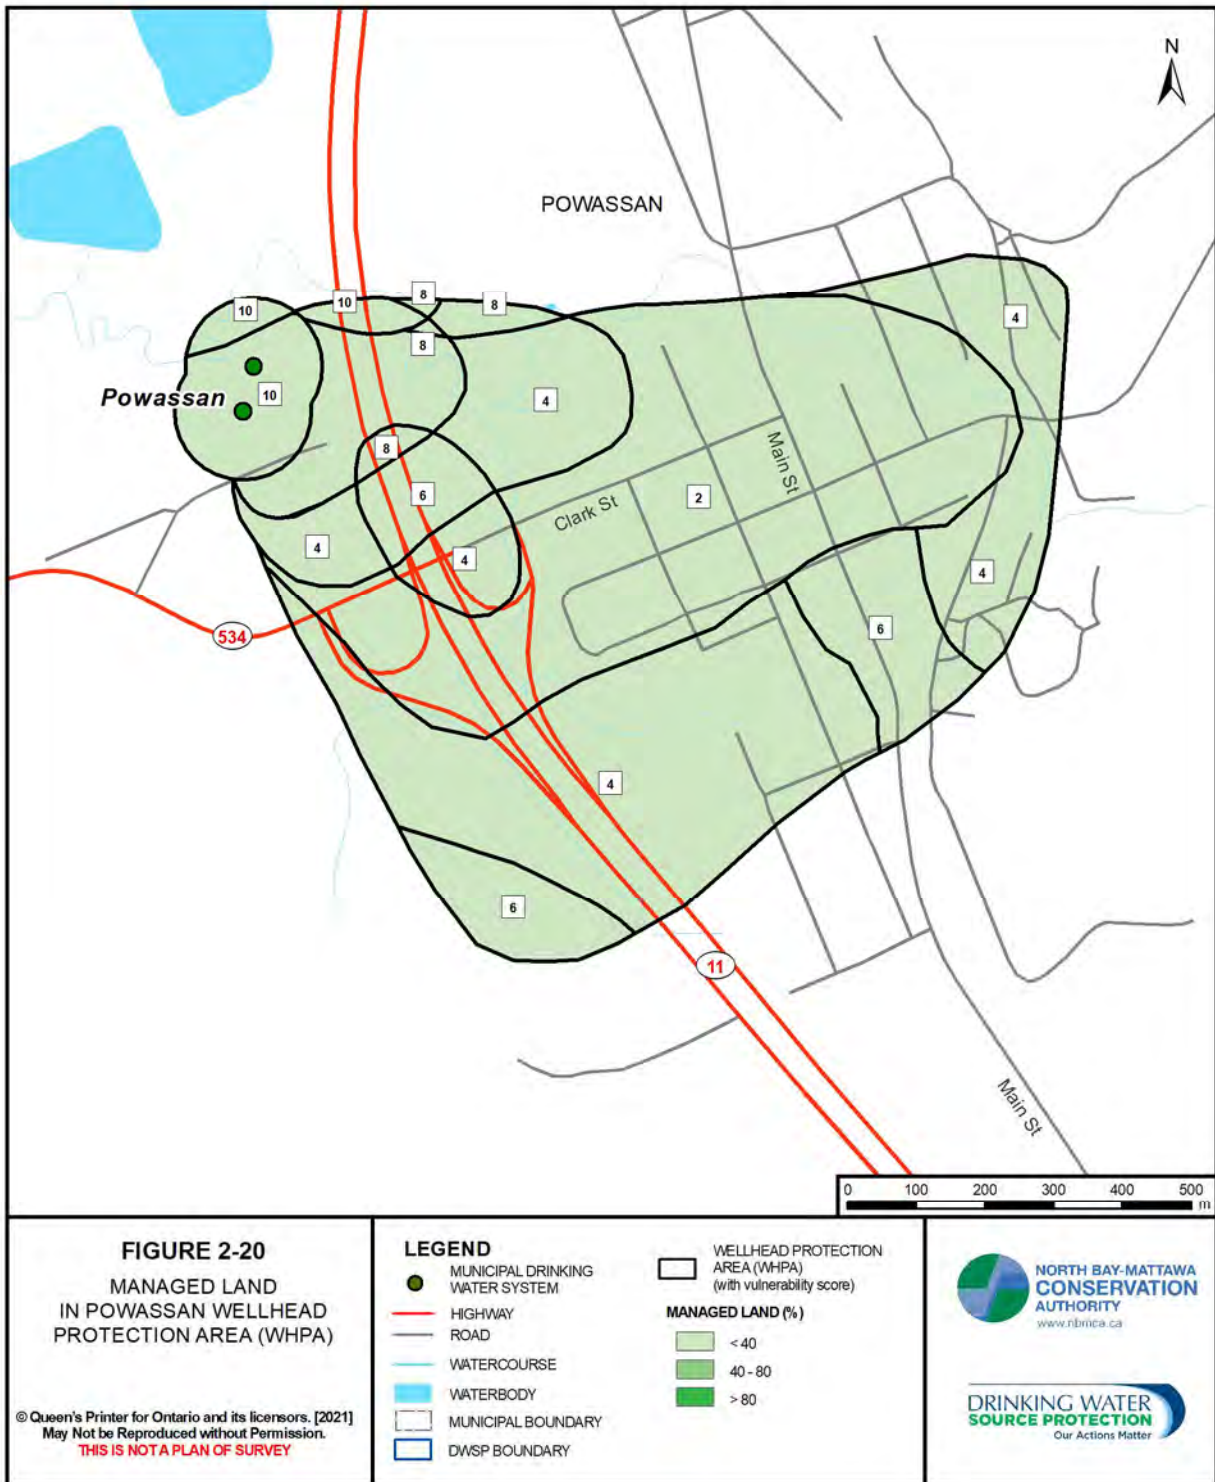 N
POWASSAN
10
10
8
8
8
4
4
Powassan
10
8
6
2
Main St
Clark St
4
4
4
6
534
4
6
11
Main St
0 100 200 300 400 500
m
FIGURE 2-20
MANAGED LAND
IN POWASSAN WELLHEAD
PROTECTION AREA (WHPA)
© Queen's Printer for Ontario and its licensors. [2021]
May Not be Reproduced without Permission.
THIS IS NOT A PLAN OF SURVEY
LEGEND
MUNICIPAL DRINKING
WATER SYSTEM
HIGHWAY
ROAD
WATERCOURSE
WATERBODY
MUNICIPAL BOUNDARY
DWSP BOUNDARY
WELLHEAD PROTECTION
AREA (WHPA)
(with vulnerability score)
MANAGED LAND (%)
< 40
40 - 80
> 80
NORTH BAY-MATTAWA
CONSERVATION
AUTHORITY
www.nbmca.ca
DRINKING WATER
SOURCE PROTECTION
Our Actions Matter